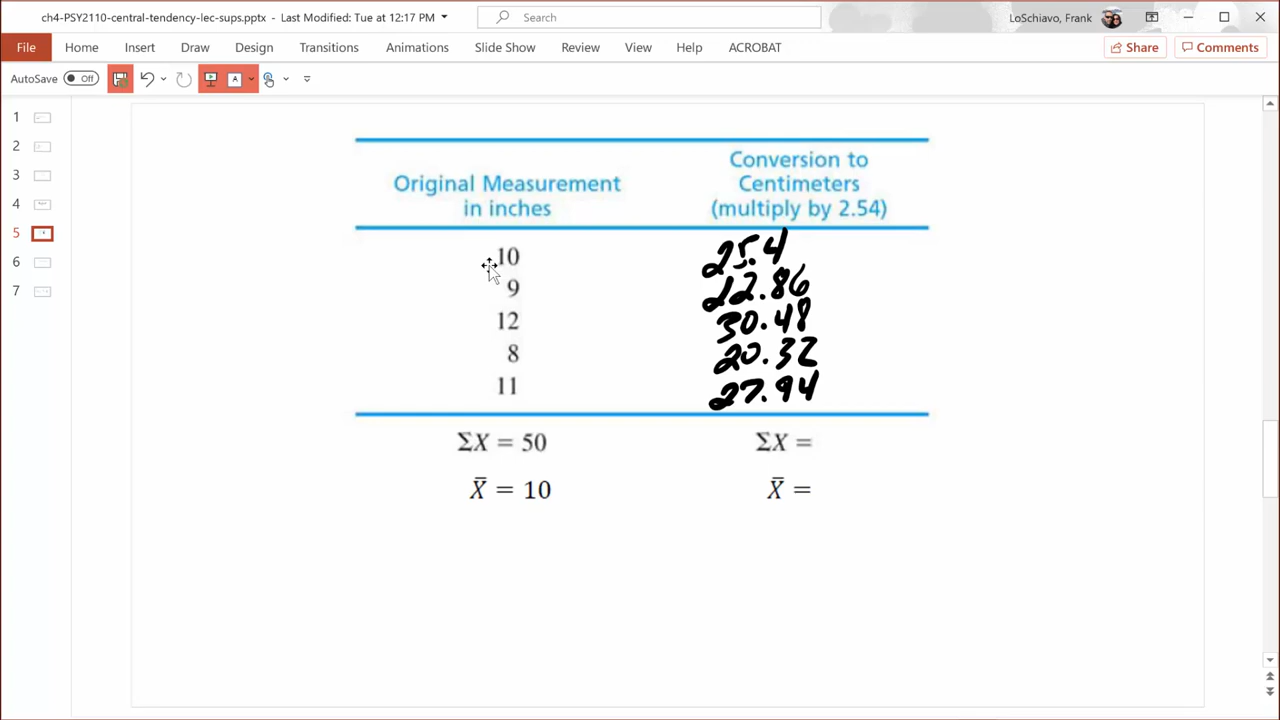 ch4-PSY2110-central-tendency-lec-sups.pptx - Last Modified: Tue at 12:17 PM
Search
LoSchiavo, Frank
File Home Insert Draw Design Transitions Animations Slide Show Review View Help ACROBAT Share Comments
AutoSave Off A
1
2
3
4
5
6
7
Original Measurement
in inches
Conversion to
Centimeters
(multiply by 2.54)
10 25.4
9 22.86
12 30.48
8 20.32
11 27.94
ΣX = 50 ΣX =
X̄ = 10 X̄ =